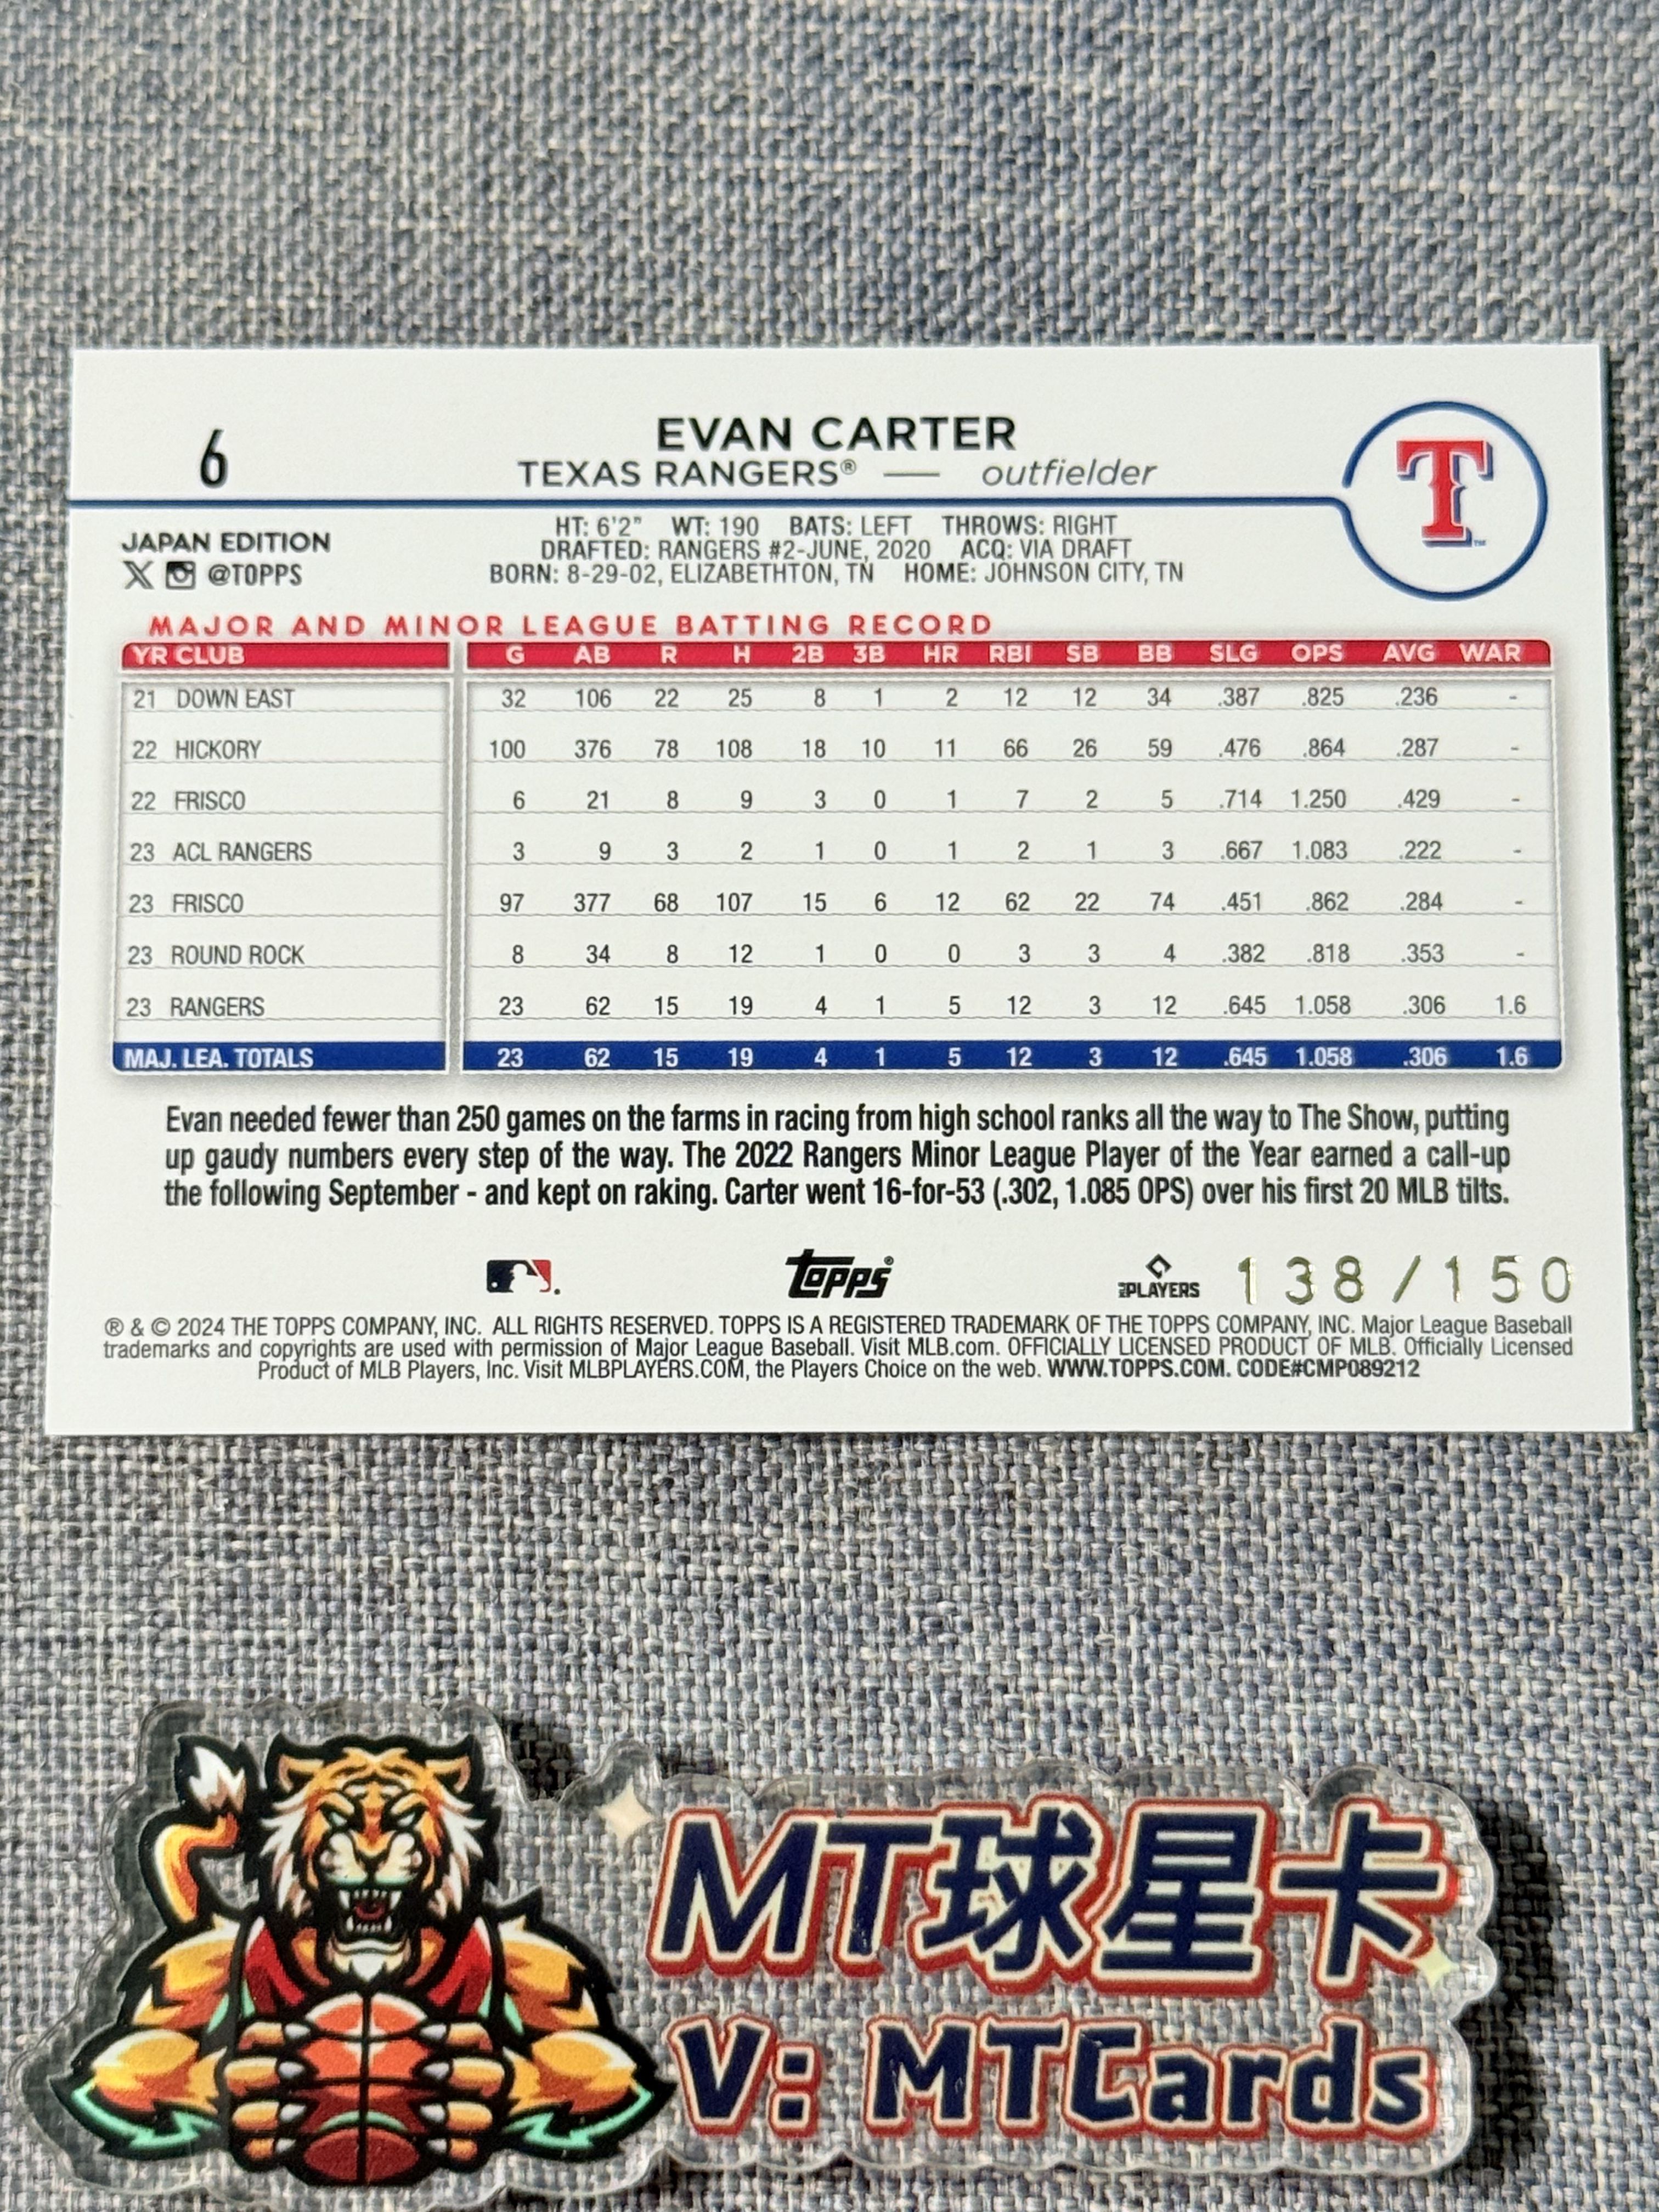 6
EVAN CARTER
TEXAS RANGERS® — outfielder
T™
JAPAN EDITION
X @TOPPS
HT: 6'2" WT: 190 BATS: LEFT THROWS: RIGHT
DRAFTED: RANGERS #2-JUNE, 2020 ACQ: VIA DRAFT
BORN: 8-29-02, ELIZABETHTON, TN HOME: JOHNSON CITY, TN
MAJOR AND MINOR LEAGUE BATTING RECORD
YR CLUB G AB R H 2B 3B HR RBI SB BB SLG OPS AVG WAR
21 DOWN EAST 32 106 22 25 8 1 2 12 12 34 .387 .825 .236 -
22 HICKORY 100 376 78 108 18 10 11 66 26 59 .476 .864 .287 -
22 FRISCO 6 21 8 9 3 0 1 7 2 5 .714 1.250 .429 -
23 ACL RANGERS 3 9 3 2 1 0 1 2 1 3 .667 1.083 .222 -
23 FRISCO 97 377 68 107 15 6 12 62 22 74 .451 .862 .284 -
23 ROUND ROCK 8 34 8 12 1 0 0 3 3 4 .382 .818 .353 -
23 RANGERS 23 62 15 19 4 1 5 12 3 12 .645 1.058 .306 1.6
MAJ. LEA. TOTALS 23 62 15 19 4 1 5 12 3 12 .645 1.058 .306 1.6
Evan needed fewer than 250 games on the farms in racing from high school ranks all the way to The Show, putting
up gaudy numbers every step of the way. The 2022 Rangers Minor League Player of the Year earned a call-up
the following September - and kept on raking. Carter went 16-for-53 (.302, 1.085 OPS) over his first 20 MLB tilts.
Topps® PLAYERS 138/150
® & © 2024 THE TOPPS COMPANY, INC. ALL RIGHTS RESERVED. TOPPS IS A REGISTERED TRADEMARK OF THE TOPPS COMPANY, INC. Major League Baseball
trademarks and copyrights are used with permission of Major League Baseball. Visit MLB.com. OFFICIALLY LICENSED PRODUCT OF MLB. Officially Licensed
Product of MLB Players, Inc. Visit MLBPLAYERS.COM, the Players Choice on the web. WWW.TOPPS.COM. CODE#CMP089212
MT球星卡
V: MTCards